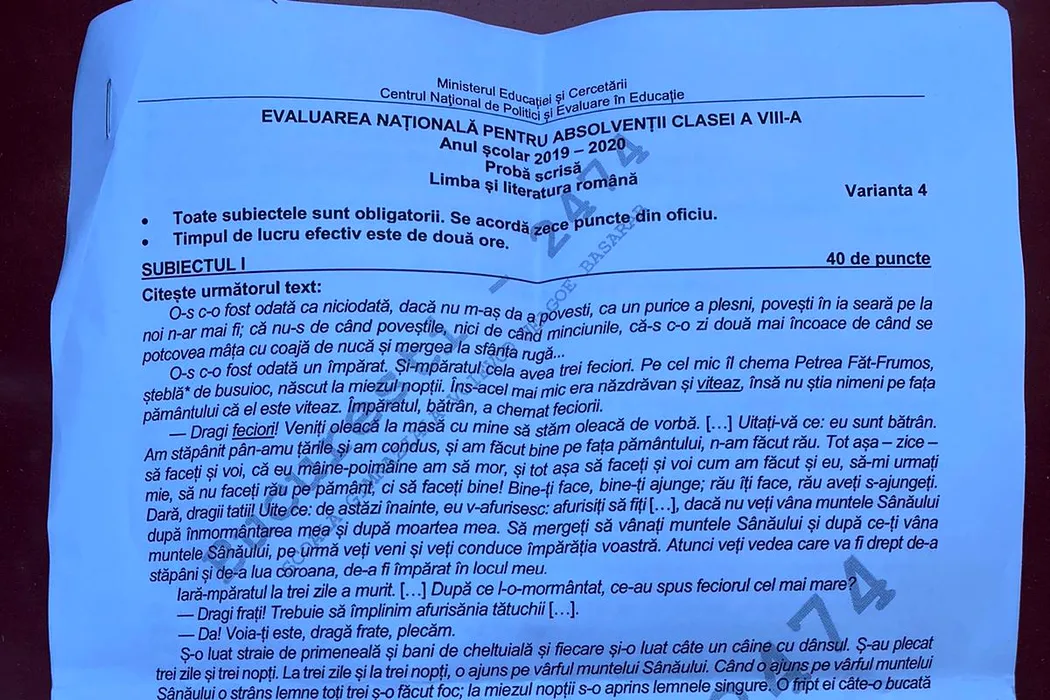 Ministerul Educației și Cercetării
Centrul Național de Politici și Evaluare în Educație
EVALUAREA NAȚIONALĂ PENTRU ABSOLVENȚII CLASEI A VIII-A
Anul școlar 2019 – 2020
Probă scrisă
Limba și literatura română
Varianta 4
• Toate subiectele sunt obligatorii. Se acordă zece puncte din oficiu.
• Timpul de lucru efectiv este de două ore.
SUBIECTUL I 40 de puncte
Citește următorul text:
O-s c-o fost odată ca niciodată, dacă nu m-aș da a povesti, ca un purice a plesni, povești în ia seară pe la
noi n-ar mai fi; că nu-s de când poveștile, nici de când minciunile, că-s c-o zi două mai încoace de când se
potcovea mâța cu coajă de nucă și mergea la sfânta rugă...
O-s c-o fost odată un împărat. Și-mpăratul cela avea trei feciori. Pe cel mic îl chema Petrea Făt-Frumos,
șteblă* de busuioc, născut la miezul nopții. Îns-acel mai mic era năzdrăvan și viteaz, însă nu știa nimeni pe fața
pământului că el este viteaz. Împăratul, bătrân, a chemat feciorii.
— Dragi feciori! Veniți oleacă la masă cu mine să stăm oleacă de vorbă. [...] Uitați-vă ce: eu sunt bătrân.
Am stăpânit pân-amu țările și am condus, și am făcut bine pe fața pământului, n-am făcut rău. Tot așa – zice –
să faceți și voi, că eu mâine-poimâine am să mor, și tot așa să faceți și voi cum am făcut și eu, să-mi urmați
mie, să nu faceți rău pe pământ, ci să faceți bine! Bine-ți face, bine-ți ajunge; rău îți face, rău aveți s-ajungeți.
Dară, dragii tatii! Uite ce: de astăzi înainte, eu v-afurisesc: afurisiți să fiți [...], dacă nu veți vâna muntele Sânăului
după înmormântarea mea și după moartea mea. Să mergeți să vânați muntele Sânăului și după ce-ți vâna
muntele Sânăului, pe urmă veți veni și veți conduce împărăția voastră. Atunci veți vedea care va fi drept de-a
stăpâni și de-a lua coroana, de-a fi împărat în locul meu.
Iară-mpăratul la trei zile a murit. [...] După ce l-o-mormântat, ce-au spus feciorul cel mai mare?
— Dragi frați! Trebuie să împlinim afurisănia tătuchii [...].
— Da! Voia-ți este, dragă frate, plecăm.
Ș-o luat straie de primeneală și bani de cheltuială și fiecare și-o luat câte un câine cu dânsul. Ș-au plecat
trei zile și trei nopți. La trei zile și la trei nopți, o ajuns pe vârful muntelui Sânăului. Când o ajuns pe vârful muntelui
Sânăului o strâns lemne toți trei ș-o făcut foc; la miezul nopții s-o aprins lemnele singure. O fript ei câte-o bucată
București - 2474
2474